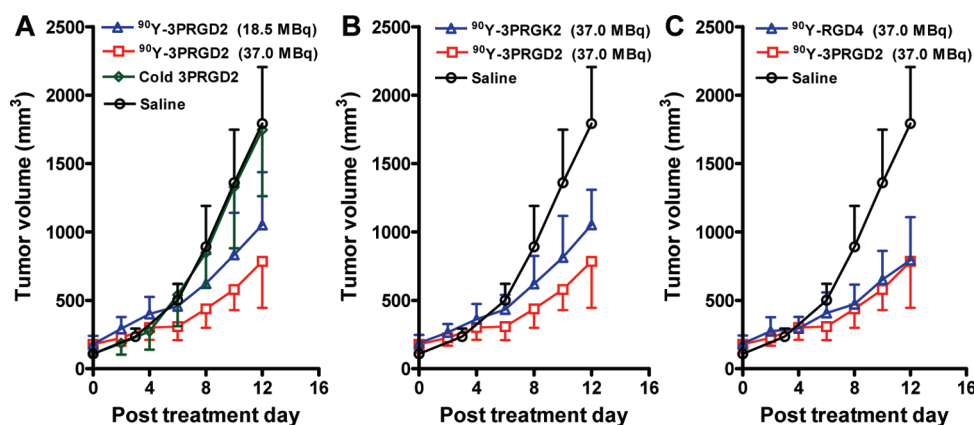 A
⁹⁰Y-3PRGD2 (18.5 MBq)
⁹⁰Y-3PRGD2 (37.0 MBq)
Cold 3PRGD2
Saline
Tumor volume (mm³)
2500
2000
1500
1000
500
0
0 4 8 12 16
Post treatment day
B
⁹⁰Y-3PRGK2 (37.0 MBq)
⁹⁰Y-3PRGD2 (37.0 MBq)
Saline
Tumor volume (mm³)
2500
2000
1500
1000
500
0
0 4 8 12 16
Post treatment day
C
⁹⁰Y-RGD4 (37.0 MBq)
⁹⁰Y-3PRGD2 (37.0 MBq)
Saline
Tumor volume (mm³)
2500
2000
1500
1000
500
0
0 4 8 12 16
Post treatment day